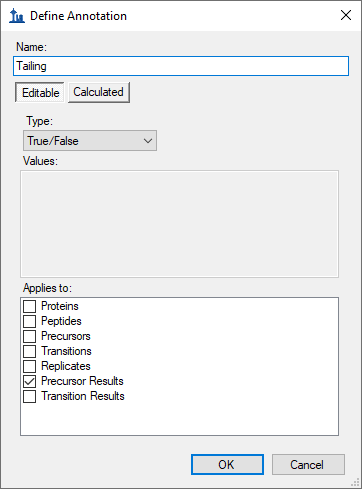 Define Annotation
Name:
Tailing
Editable Calculated
Type:
True/False
Values:
Applies to:
Proteins
Peptides
Precursors
Transitions
Replicates
Precursor Results
Transition Results
OK Cancel